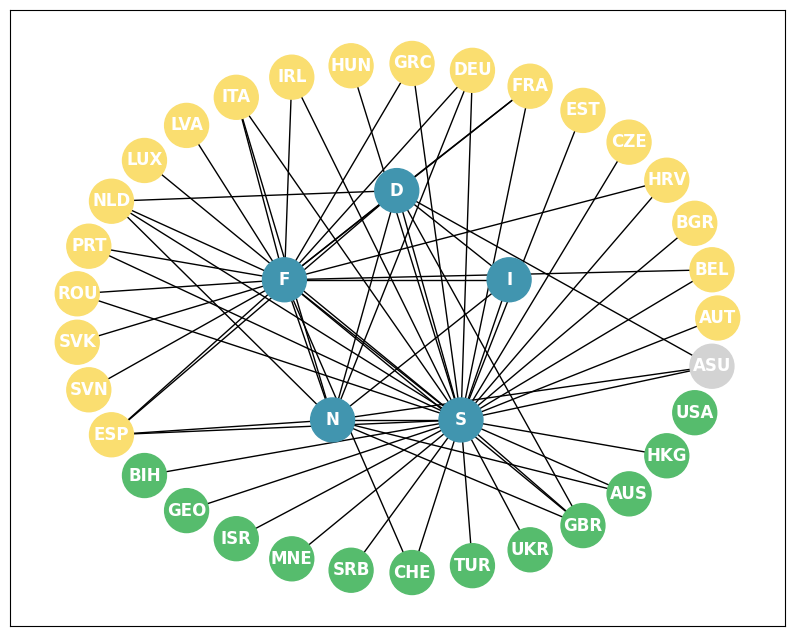 GRC
HUN
DEU
IRL
FRA
ITA
EST
LVA
CZE
LUX
HRV
D
NLD
BGR
PRT
BEL
F
I
ROU
AUT
SVK
ASU
SVN
USA
N
S
ESP
HKG
BIH
AUS
GEO
GBR
ISR
UKR
MNE
TUR
SRB
CHE